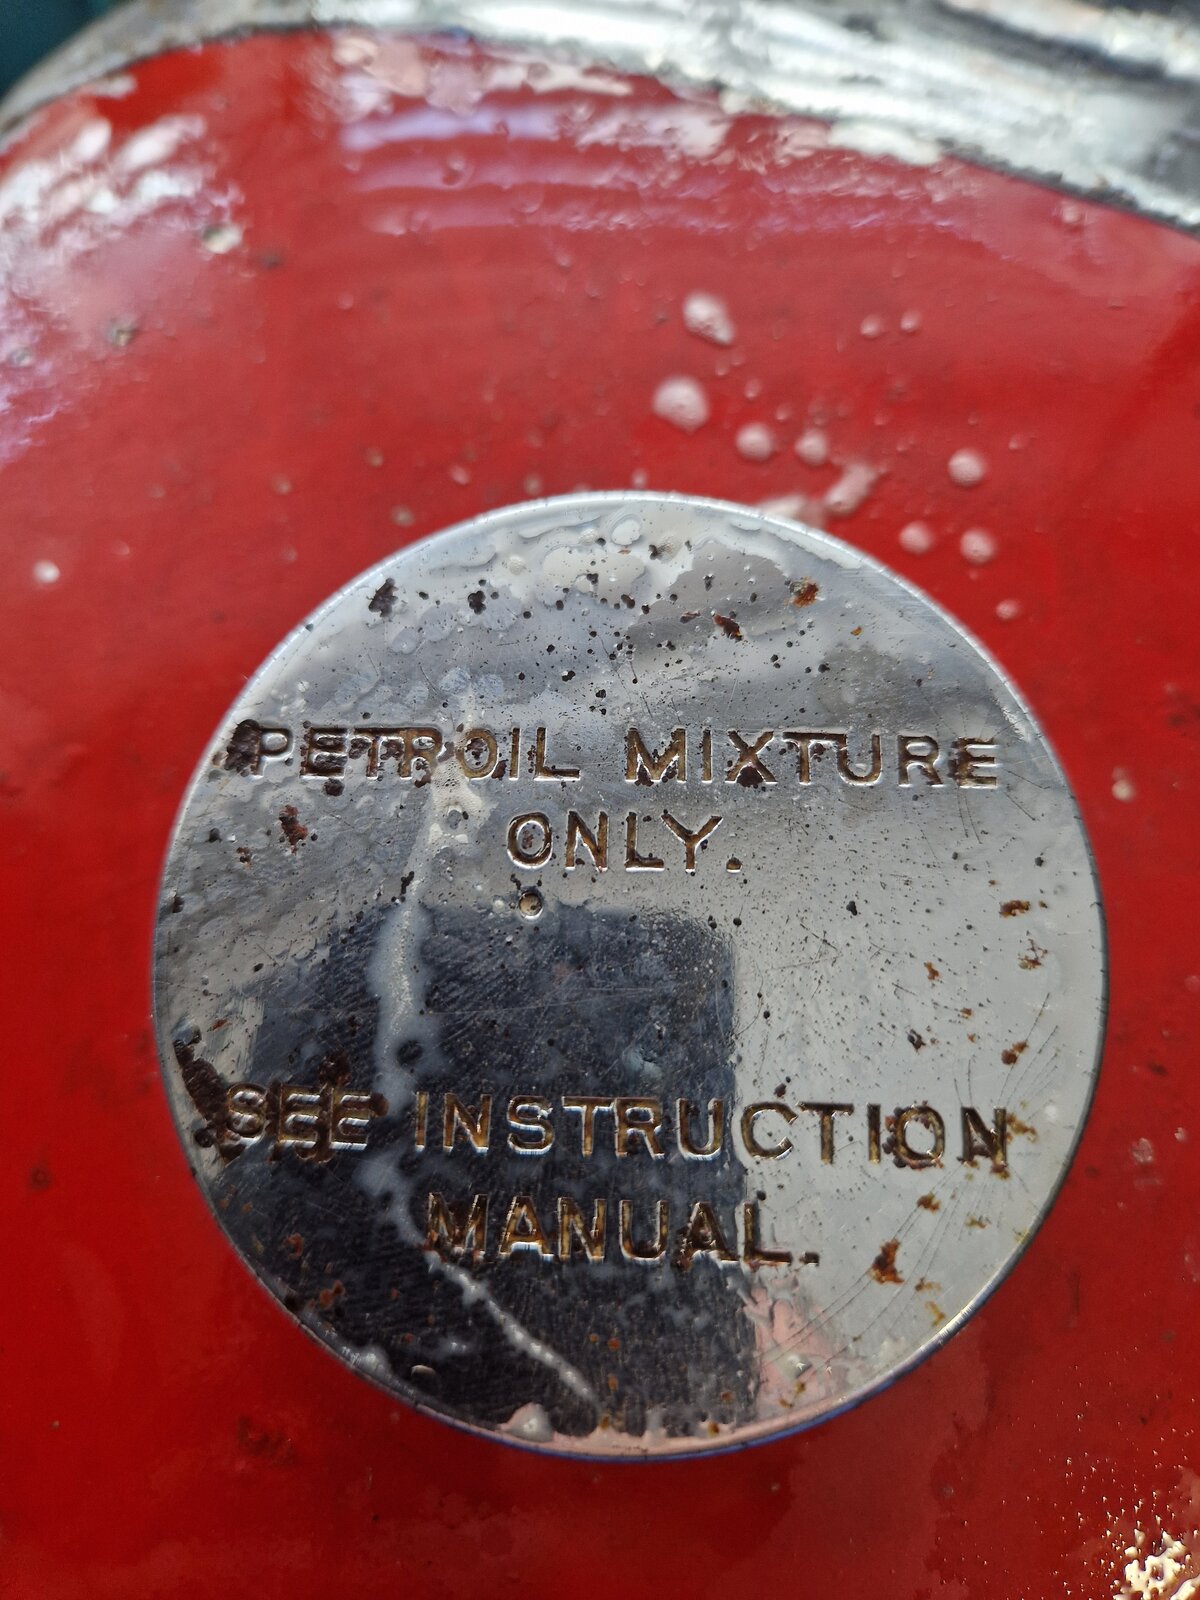 PETROIL MIXTURE
ONLY.
SEE INSTRUCTION
MANUAL.